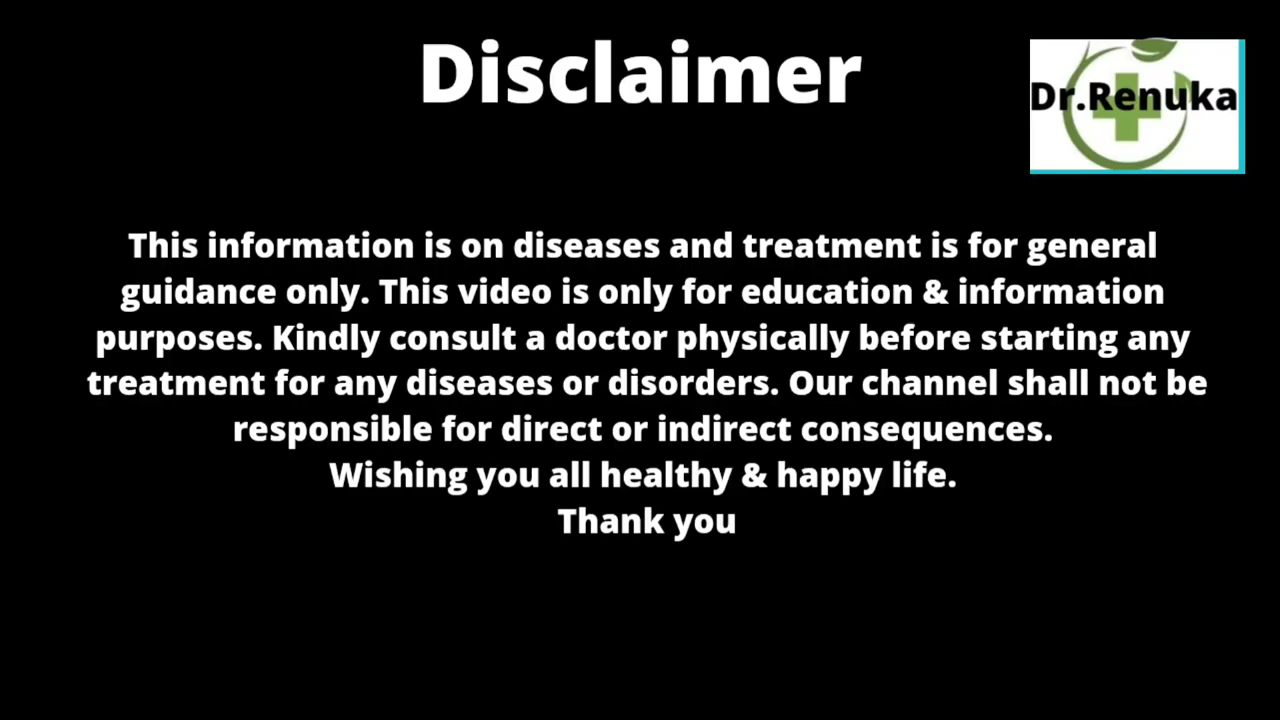 Disclaimer
Dr.Renuka
This information is on diseases and treatment is for general
guidance only. This video is only for education & information
purposes. Kindly consult a doctor physically before starting any
treatment for any diseases or disorders. Our channel shall not be
responsible for direct or indirect consequences.
Wishing you all healthy & happy life.
Thank you